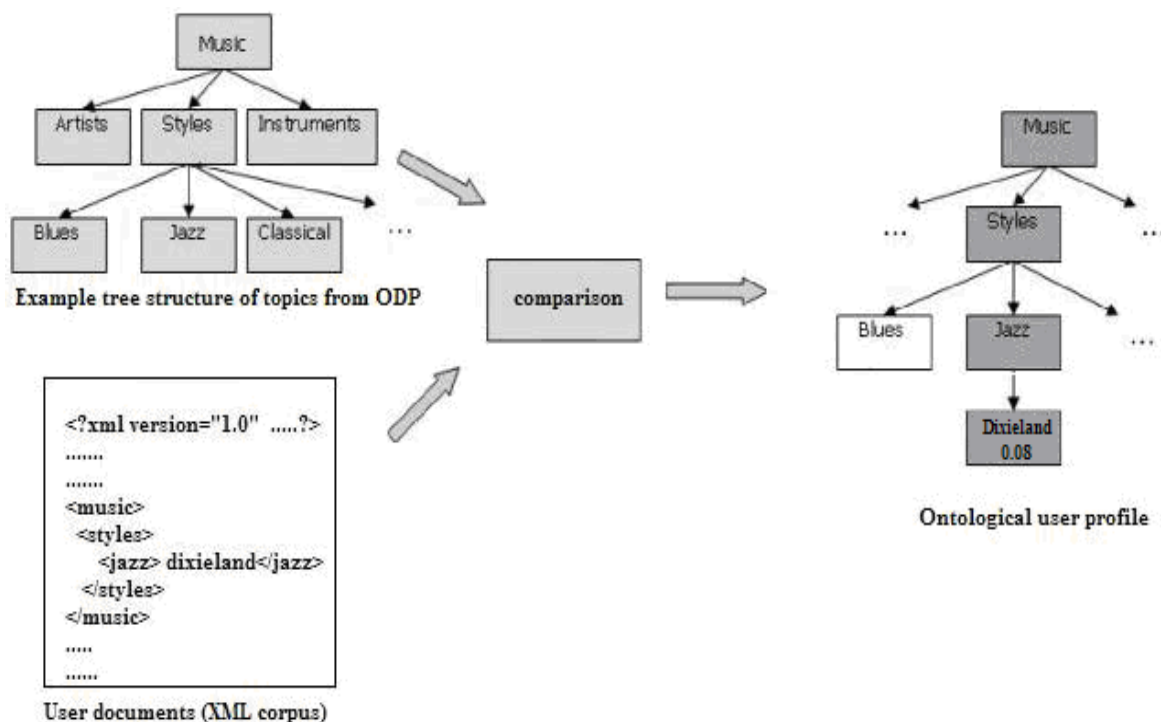 Music
Artists Styles Instruments
Blues Jazz Classical ...
Example tree structure of topics from ODP
comparison
<?xml version="1.0" .....?>
.......
.......
<music>
<styles>
<jazz> dixieland</jazz>
</styles>
</music>
.....
......
User documents (XML corpus)
Music
... Styles ...
Blues Jazz ...
Dixieland
0.08
Ontological user profile